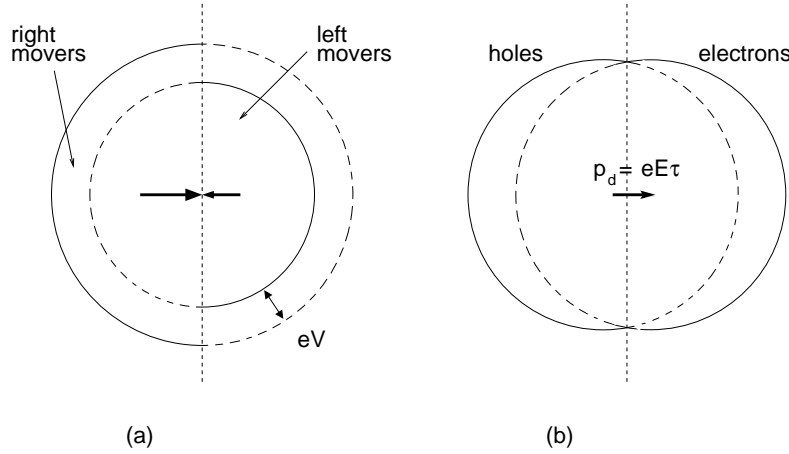 right
movers
left
movers
eV
(a)
holes
electrons
p_d = eEτ
(b)